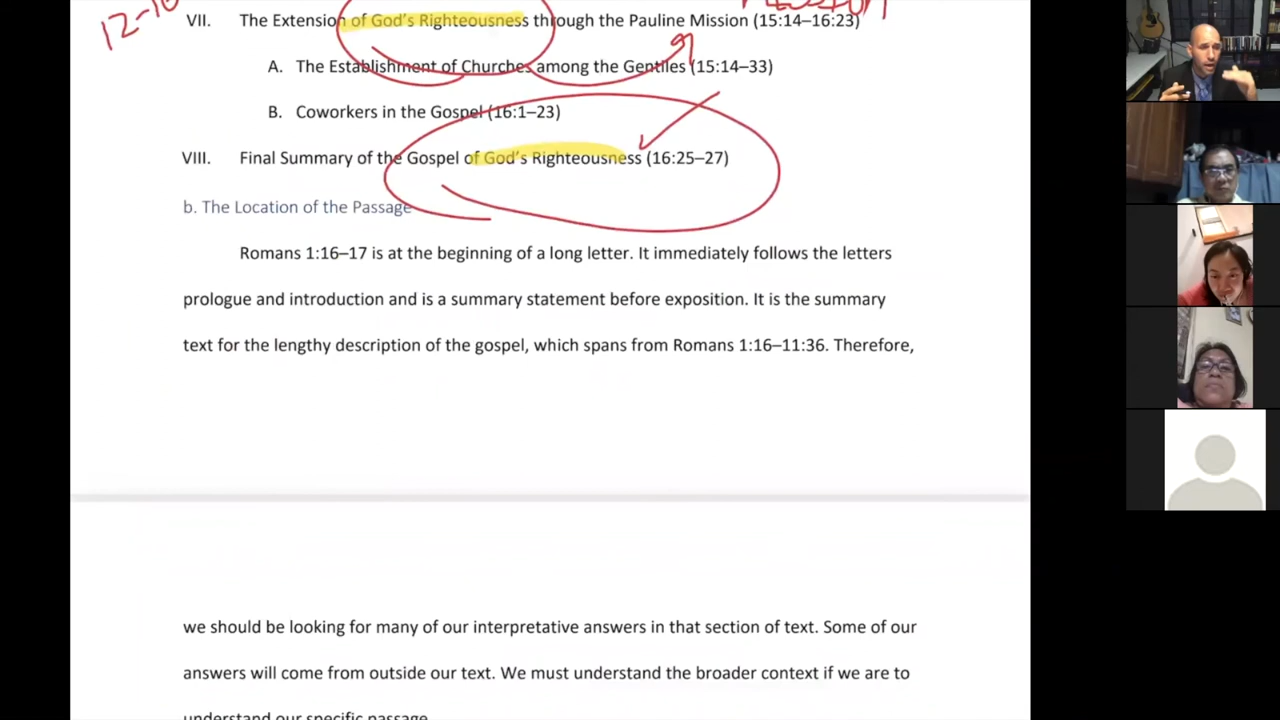 12-16
VII. The Extension of God's Righteousness through the Pauline Mission (15:14–16:23)
A. The Establishment of Churches among the Gentiles (15:14–33)
B. Coworkers in the Gospel (16:1–23)
VIII. Final Summary of the Gospel of God's Righteousness (16:25–27)
b. The Location of the Passage
Romans 1:16–17 is at the beginning of a long letter. It immediately follows the letters
prologue and introduction and is a summary statement before exposition. It is the summary
text for the lengthy description of the gospel, which spans from Romans 1:16–11:36. Therefore,
we should be looking for many of our interpretative answers in that section of text. Some of our
answers will come from outside our text. We must understand the broader context if we are to
understand our specific passage.